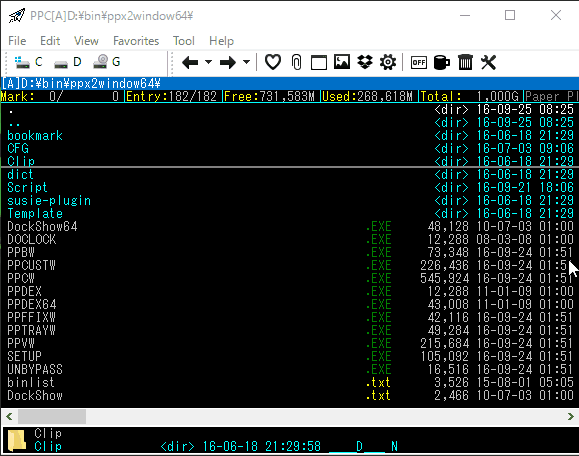 PPC[A]D:¥bin¥ppx2window64¥
File Edit View Favorites Tool Help
C D G OFF
[A]D:¥bin¥ppx2window64¥
Mark: 0/ 0|Entry:182/182|Free:731,583M|Used:268,618M|Total: 1,000G|Paper Pl
. <dir> 16-09-25 08:25
.. <dir> 16-09-25 08:25
bookmark <dir> 16-06-18 21:29
CFG <dir> 16-07-03 09:06
Clip <dir> 16-06-18 21:29
dict <dir> 16-06-18 21:29
Script <dir> 16-09-21 18:06
susie-plugin <dir> 16-06-18 21:29
Template <dir> 16-06-18 21:29
DockShow64 .EXE 48,128 10-07-03 01:00
DOCLOCK .EXE 12,288 08-03-08 01:00
PPBW .EXE 73,348 16-09-24 01:51
PPCUSTW .EXE 226,436 16-09-24 01:51
PPCW .EXE 545,924 16-09-24 01:51
PPDEX .EXE 12,288 11-01-09 01:00
PPDEX64 .EXE 43,008 11-01-09 01:00
PPFFIXW .EXE 42,116 16-09-24 01:51
PPTRAYW .EXE 49,284 16-09-24 01:51
PPVW .EXE 215,684 16-09-24 01:51
SETUP .EXE 105,092 16-09-24 01:51
UNBYPASS .EXE 16,516 16-09-24 01:51
binlist .txt 3,526 15-08-01 05:05
DockShow .txt 2,466 10-07-03 01:00
Clip
Clip <dir> 16-06-18 21:29:58 ____D___N